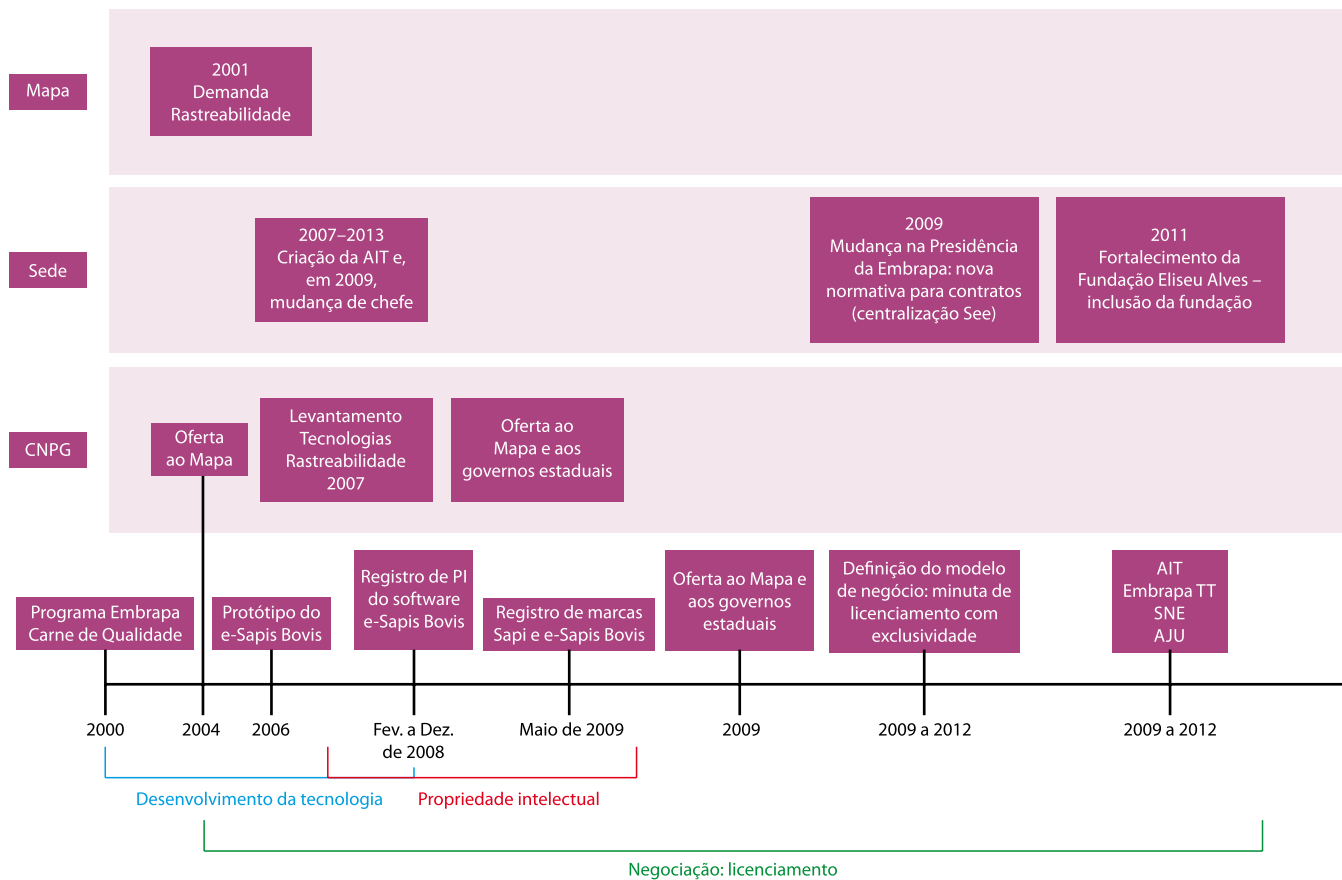 Mapa
2001
Demanda
Rastreabilidade
Sede
2007–2013
Criação da AIT e,
em 2009,
mudança de chefe
2009
Mudança na Presidência
da Embrapa: nova
normativa para contratos
(centralização See)
2011
Fortalecimento da
Fundação Eliseu Alves –
inclusão da fundação
CNPG
Oferta
ao Mapa
Levantamento
Tecnologias
Rastreabilidade
2007
Oferta ao
Mapa e aos
governos estaduais
Programa Embrapa
Carne de Qualidade
Protótipo do
e-Sapis Bovis
Registro de PI
do software
e-Sapis Bovis
Registro de marcas
Sapi e e-Sapis Bovis
Oferta ao Mapa e
aos governos
estaduais
Definição do modelo
de negócio: minuta de
licenciamento com
exclusividade
AIT
Embrapa TT
SNE
AJU
2000
2004
2006
Fev. a Dez.
de 2008
Maio de 2009
2009
2009 a 2012
2009 a 2012
Desenvolvimento da tecnologia
Propriedade intelectual
Negociação: licenciamento